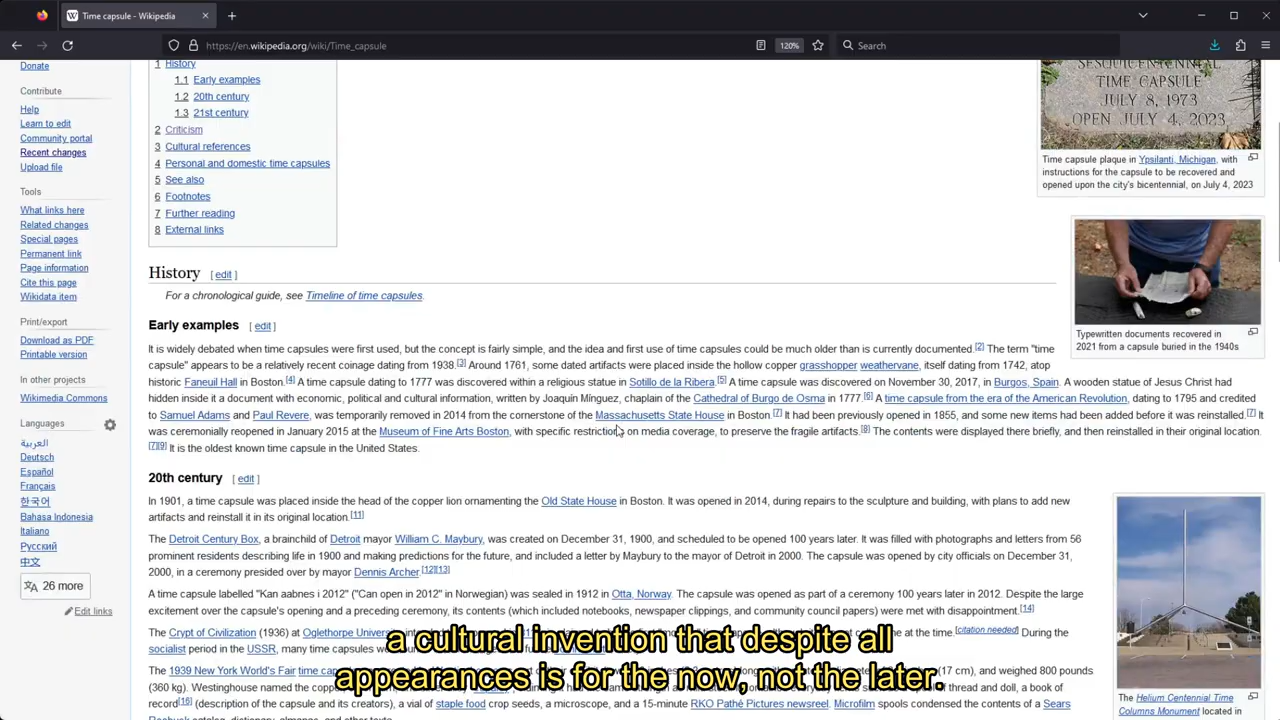 Time capsule - Wikipedia
https://en.wikipedia.org/wiki/Time_capsule
120%
Search
Donate
Contribute
Help
Learn to edit
Community portal
Recent changes
Upload file
Tools
What links here
Related changes
Special pages
Permanent link
Page information
Cite this page
Wikidata item
Print/export
Download as PDF
Printable version
In other projects
Wikimedia Commons
Languages
العربية
Deutsch
Español
Français
한국어
Bahasa Indonesia
Italiano
Русский
中文
26 more
Edit links
1 History
1.1 Early examples
1.2 20th century
1.3 21st century
2 Criticism
3 Cultural references
4 Personal and domestic time capsules
5 See also
6 Footnotes
7 Further reading
8 External links
SESQUICENTENNIAL
TIME CAPSULE
JULY 8, 1973
OPEN JULY 4, 2023
Time capsule plaque in Ypsilanti, Michigan, with
instructions for the capsule to be recovered and
opened upon the city's bicentennial, on July 4, 2023
Typewritten documents recovered in
2021 from a capsule buried in the 1940s
History [ edit ]
For a chronological guide, see Timeline of time capsules.
Early examples [ edit ]
It is widely debated when time capsules were first used, but the concept is fairly simple, and the idea and first use of time capsules could be much older than is currently documented.[2] The term "time
capsule" appears to be a relatively recent coinage dating from 1938.[3] Around 1761, some dated artifacts were placed inside the hollow copper grasshopper weathervane, itself dating from 1742, atop
historic Faneuil Hall in Boston.[4] A time capsule dating to 1777 was discovered within a religious statue in Sotillo de la Ribera.[5] A time capsule was discovered on November 30, 2017, in Burgos, Spain. A wooden statue of Jesus Christ had
hidden inside it a document with economic, political and cultural information, written by Joaquín Mínguez, chaplain of the Cathedral of Burgo de Osma in 1777.[6] A time capsule from the era of the American Revolution, dating to 1795 and credited
to Samuel Adams and Paul Revere, was temporarily removed in 2014 from the cornerstone of the Massachusetts State House in Boston.[7] It had been previously opened in 1855, and some new items had been added before it was reinstalled.[7] It
was ceremonially reopened in January 2015 at the Museum of Fine Arts Boston, with specific restrictions on media coverage, to preserve the fragile artifacts.[8] The contents were displayed there briefly, and then reinstalled in their original location.
[7][9] It is the oldest known time capsule in the United States.
20th century [ edit ]
In 1901, a time capsule was placed inside the head of the copper lion ornamenting the Old State House in Boston. It was opened in 2014, during repairs to the sculpture and building, with plans to add new
artifacts and reinstall it in its original location.[11]
The Detroit Century Box, a brainchild of Detroit mayor William C. Maybury, was created on December 31, 1900, and scheduled to be opened 100 years later. It was filled with photographs and letters from 56
prominent residents describing life in 1900 and making predictions for the future, and included a letter by Maybury to the mayor of Detroit in 2000. The capsule was opened by city officials on December 31,
2000, in a ceremony presided over by mayor Dennis Archer.[12][13]
A time capsule labelled "Kan aabnes i 2012" ("Can open in 2012" in Norwegian) was sealed in 1912 in Otta, Norway. The capsule was opened as part of a ceremony 100 years later in 2012. Despite the large
excitement over the capsule's opening and a preceding ceremony, its contents (which included notebooks, newspaper clippings, and community council papers) were met with disappointment.[14]
The Crypt of Civilization (1936) at Oglethorpe at the time.[citation needed] During the
socialist period in the USSR, many time capsules
The 1939 New York World's Fair time (17 cm), and weighed 800 pounds
(360 kg). Westinghouse named the thread and doll, a book of
record[16] (description of the capsule and its creators), a vial of staple food crop seeds, a microscope, and a 15-minute RKO Pathé Pictures newsreel. Microfilm spools condensed the contents of a Sears
The Helium Centennial Time
Columns Monument located in
a cultural invention that despite all
appearances is for the now, not the later.